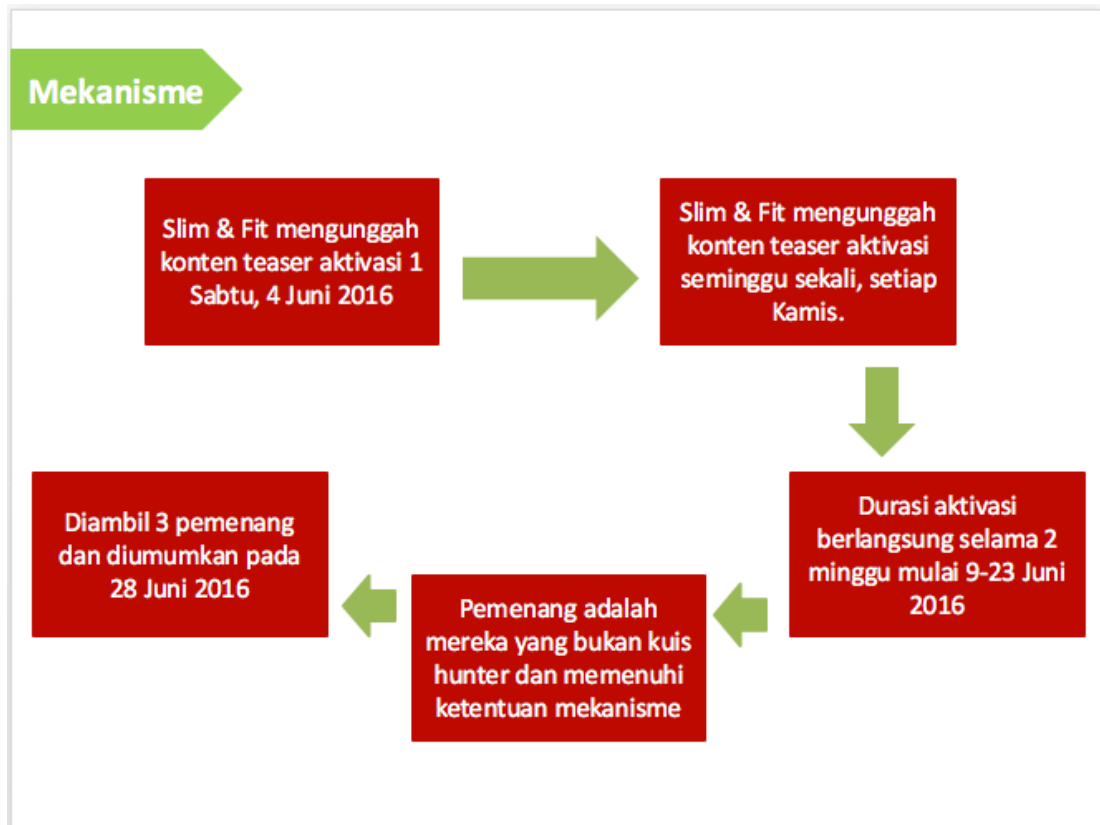 Mekanisme
Slim & Fit mengunggah
konten teaser aktivasi 1
Sabtu, 4 Juni 2016
Slim & Fit mengunggah
konten teaser aktivasi
seminggu sekali, setiap
Kamis.
Durasi aktivasi
berlangsung selama 2
minggu mulai 9-23 Juni
2016
Pemenang adalah
mereka yang bukan kuis
hunter dan memenuhi
ketentuan mekanisme
Diambil 3 pemenang
dan diumumkan pada
28 Juni 2016